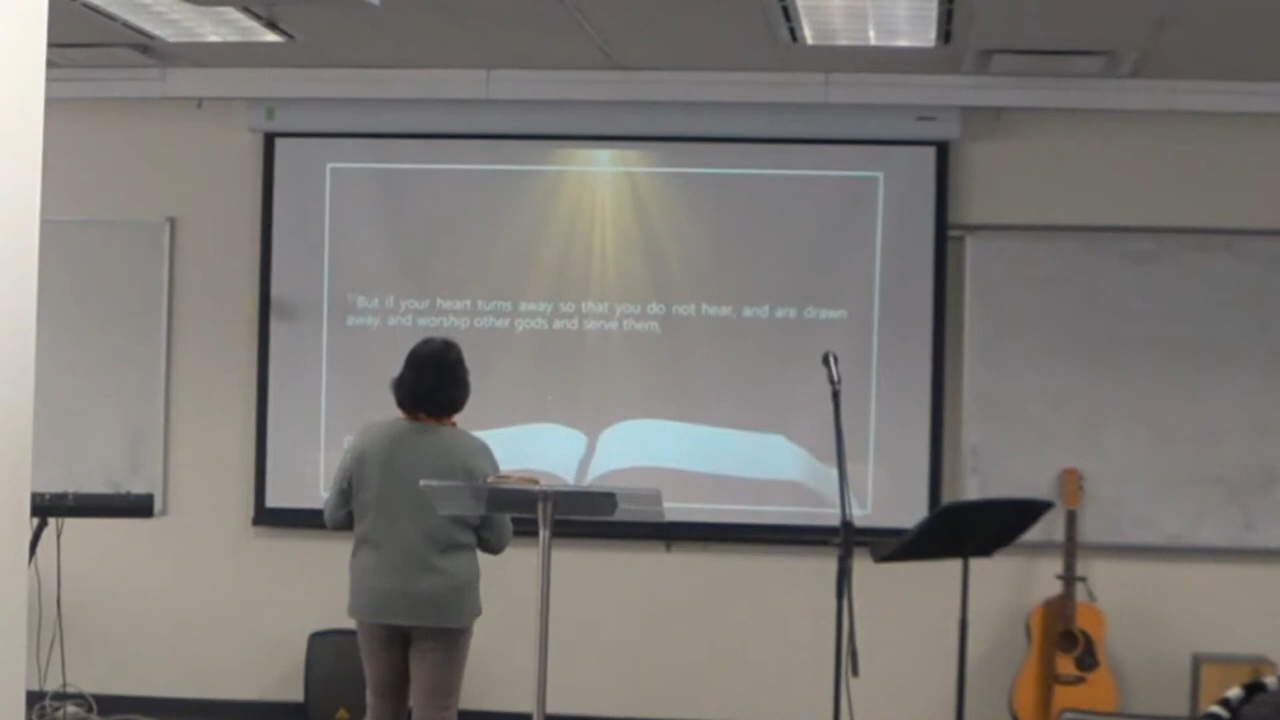 But if your heart turns away so that you do not hear, and are drawn
away, and worship other gods and serve them,